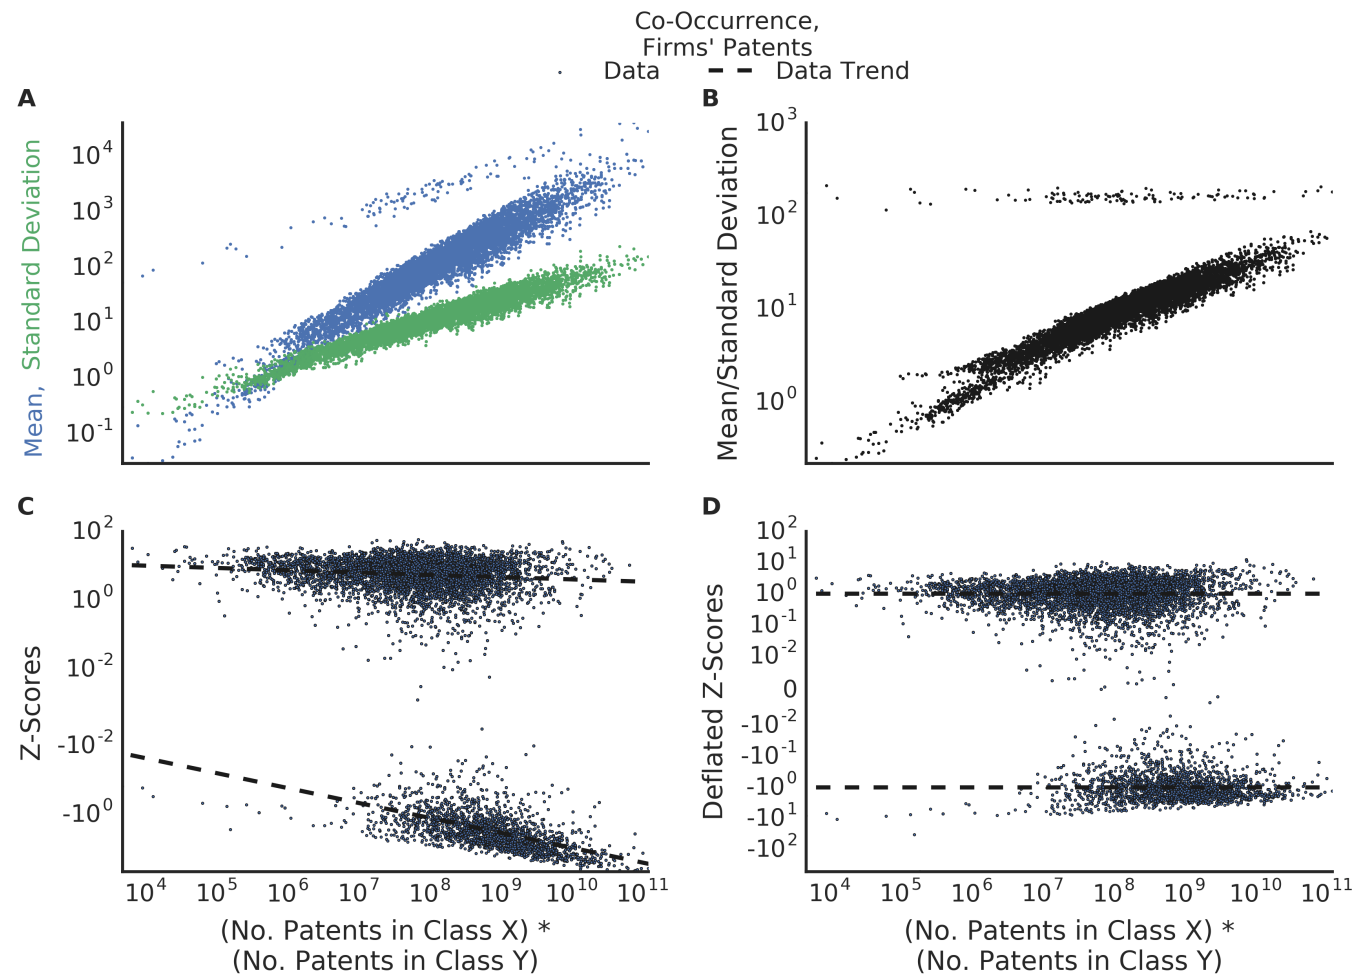 Co-Occurrence,
Firms' Patents
Data
Data Trend
A
Mean, Standard Deviation
10^4
10^3
10^2
10^1
10^0
10^-1
B
Mean/Standard Deviation
10^3
10^2
10^1
10^0
C
Z-Scores
10^2
10^0
10^-2
-10^-2
-10^0
10^4 10^5 10^6 10^7 10^8 10^9 10^10 10^11
(No. Patents in Class X) *
(No. Patents in Class Y)
D
Deflated Z-Scores
10^2
10^1
10^0
10^-1
10^-2
0
-10^-2
-10^-1
-10^0
-10^1
-10^2
10^4 10^5 10^6 10^7 10^8 10^9 10^10 10^11
(No. Patents in Class X) *
(No. Patents in Class Y)